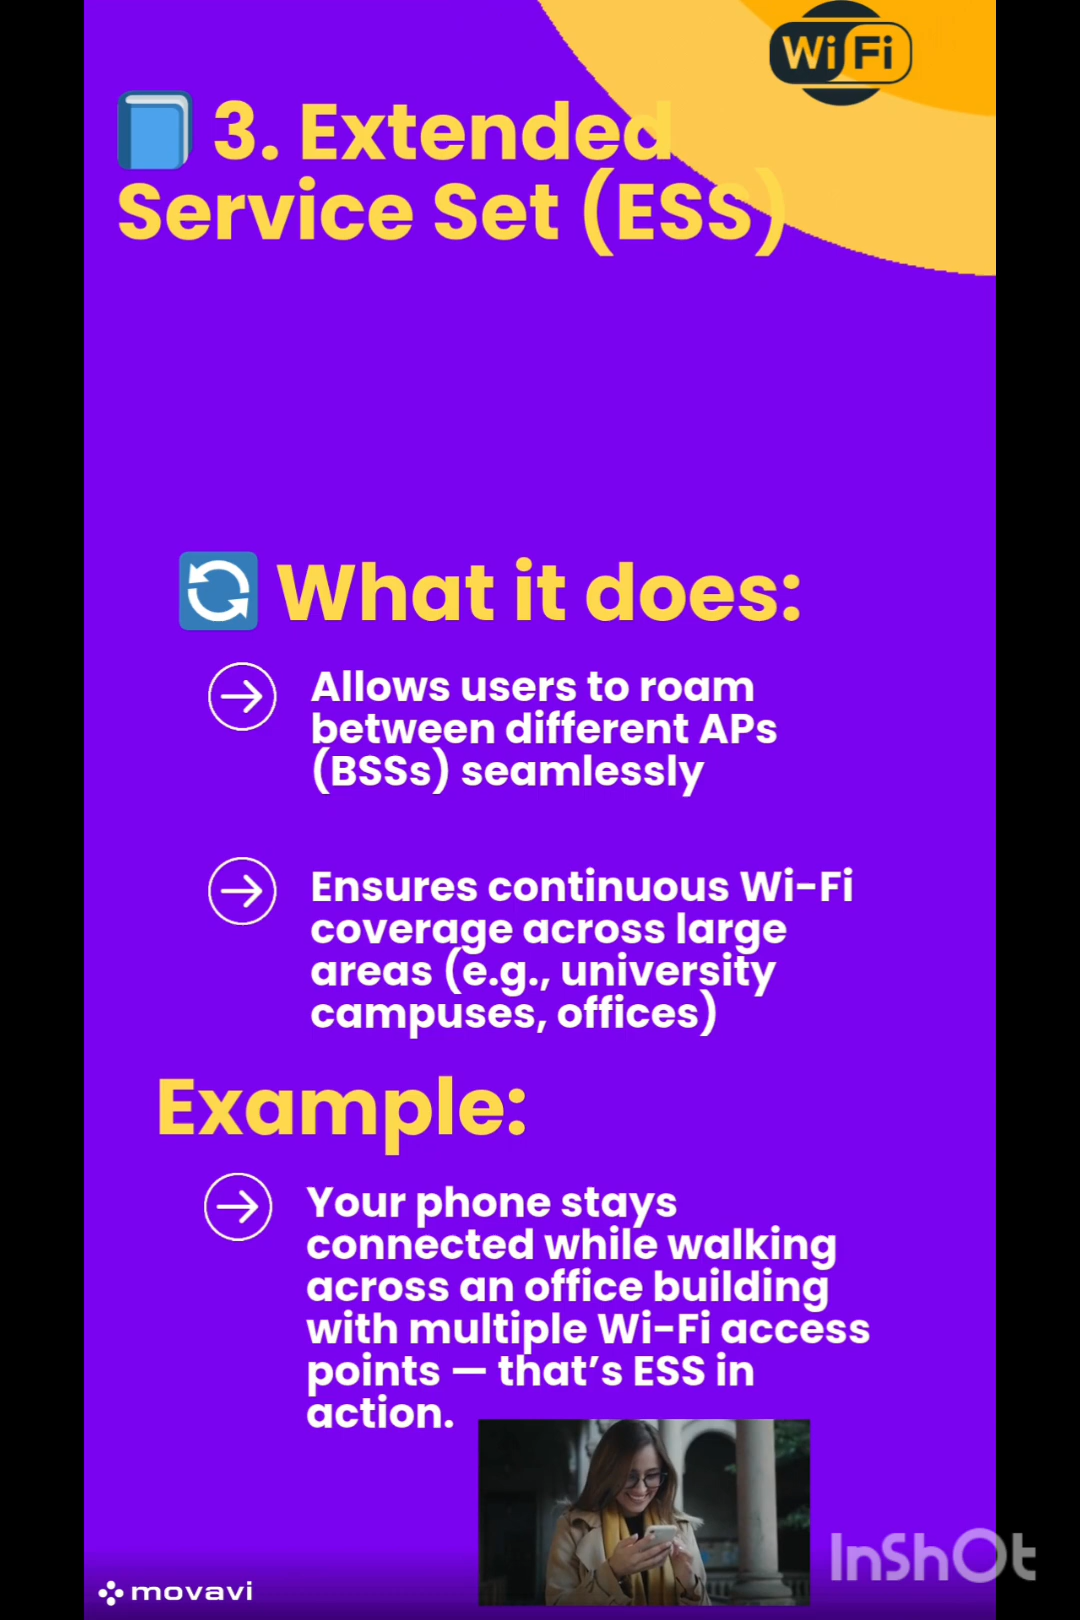 WiFi
3. Extended
Service Set (ESS)
What it does:
Allows users to roam
between different APs
(BSSs) seamlessly
Ensures continuous Wi-Fi
coverage across large
areas (e.g., university
campuses, offices)
Example:
Your phone stays
connected while walking
across an office building
with multiple Wi-Fi access
points — that’s ESS in
action.
InShOt
movavi